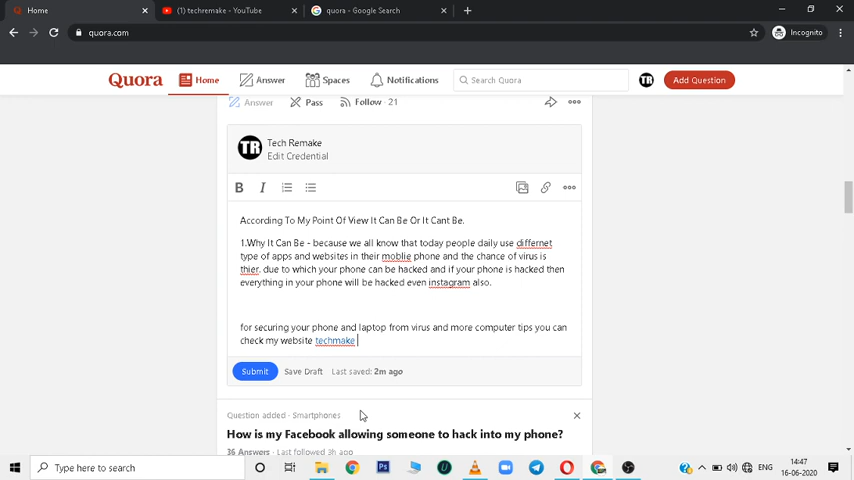 Home
(1) techremake - YouTube
quora - Google Search
quora.com
Incognito
Quora
Home
Answer
Spaces
Notifications
Search Quora
TR
Add Question
Answer
Pass
Follow · 21
TR
Tech Remake
Edit Credential
B I
According To My Point Of View It Can Be Or It Cant Be.
1.Why It Can Be - because we all know that today people daily use differnet
type of apps and websites in their moblie phone and the chance of virus is
thier. due to which your phone can be hacked and if your phone is hacked then
everything in your phone will be hacked even instagram also.
for securing your phone and laptop from virus and more computer tips you can
check my website techmake
Submit
Save Draft
Last saved: 2m ago
Question added · Smartphones
How is my Facebook allowing someone to hack into my phone?
36 Answers · Last followed 3h ago
Type here to search
Ps
ENG
14:47
16-06-2020